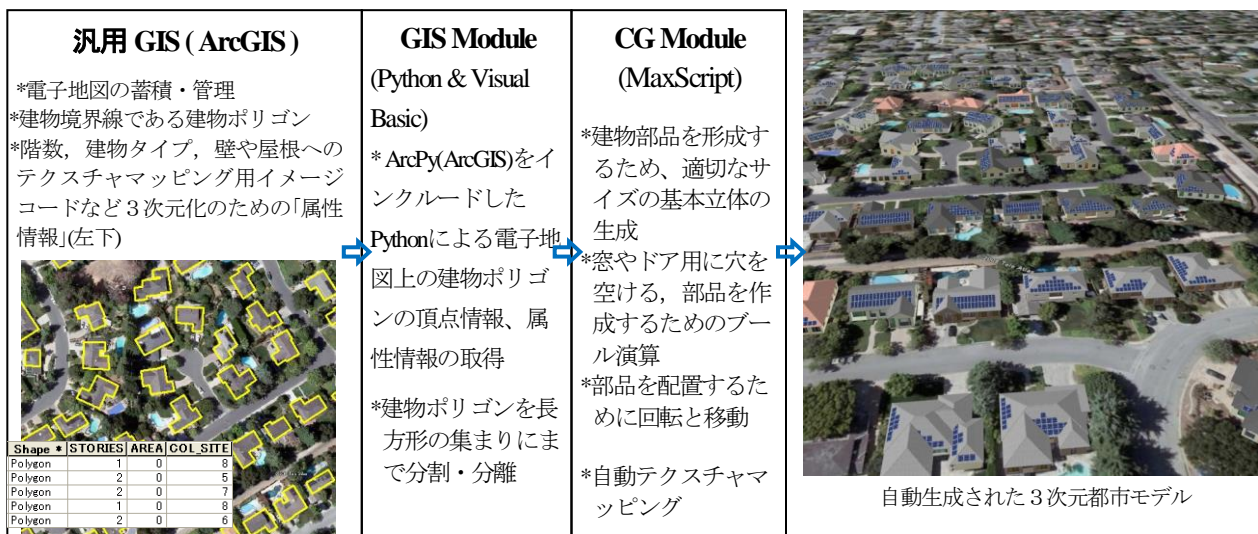 汎用 GIS ( ArcGIS )
*電子地図の蓄積・管理
*建物境界線である建物ポリゴン
*階数，建物タイプ，壁や屋根への
テクスチャマッピング用イメージ
コードなど３次元化のための「属性
情報」(左下)
Shape * STORIES AREA COL_SITE
Polygon 1 0 8
Polygon 2 0 5
Polygon 2 0 7
Polygon 1 0 8
Polygon 2 0 6
GIS Module
(Python & Visual
Basic)
* ArcPy(ArcGIS)をイ
ンクルードした
Pythonによる電子地
図上の建物ポリゴ
ンの頂点情報、属
性情報の取得
*建物ポリゴンを長
方形の集まりにま
で分割・分離
CG Module
(MaxScript)
*建物部品を形成す
るため、適切なサ
イズの基本立体の
生成
*窓やドア用に穴を
空ける，部品を作
成するためのブー
ル演算
*部品を配置するた
めに回転と移動
*自動テクスチャマ
ッピング
自動生成された３次元都市モデル